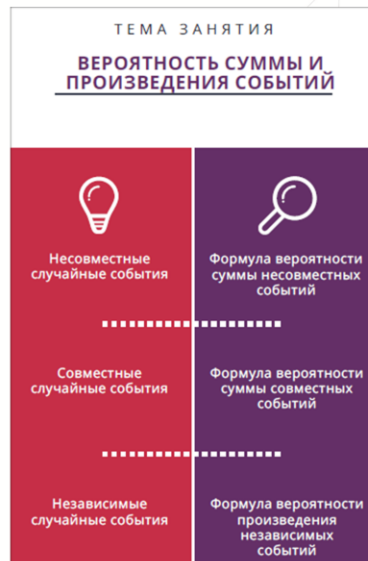 ТЕМА ЗАНЯТИЯ
ВЕРОЯТНОСТЬ СУММЫ И
ПРОИЗВЕДЕНИЯ СОБЫТИЙ
Несовместные
случайные события
Формула вероятности
суммы несовместных
событий
Совместные
случайные события
Формула вероятности
суммы совместных
событий
Независимые
случайные события
Формула вероятности
произведения
независимых
событий